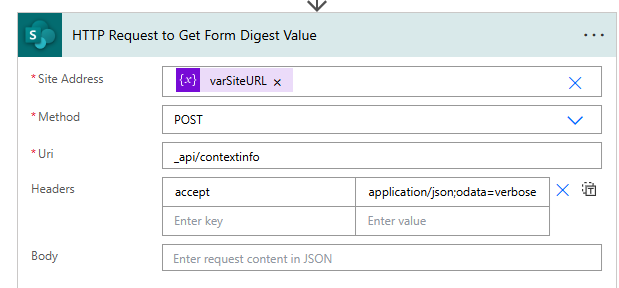 HTTP Request to Get Form Digest Value
* Site Address
{x} varSiteURL ×
* Method
POST
* Uri
_api/contextinfo
Headers
accept application/json;odata=verbose
Enter key Enter value
Body
Enter request content in JSON